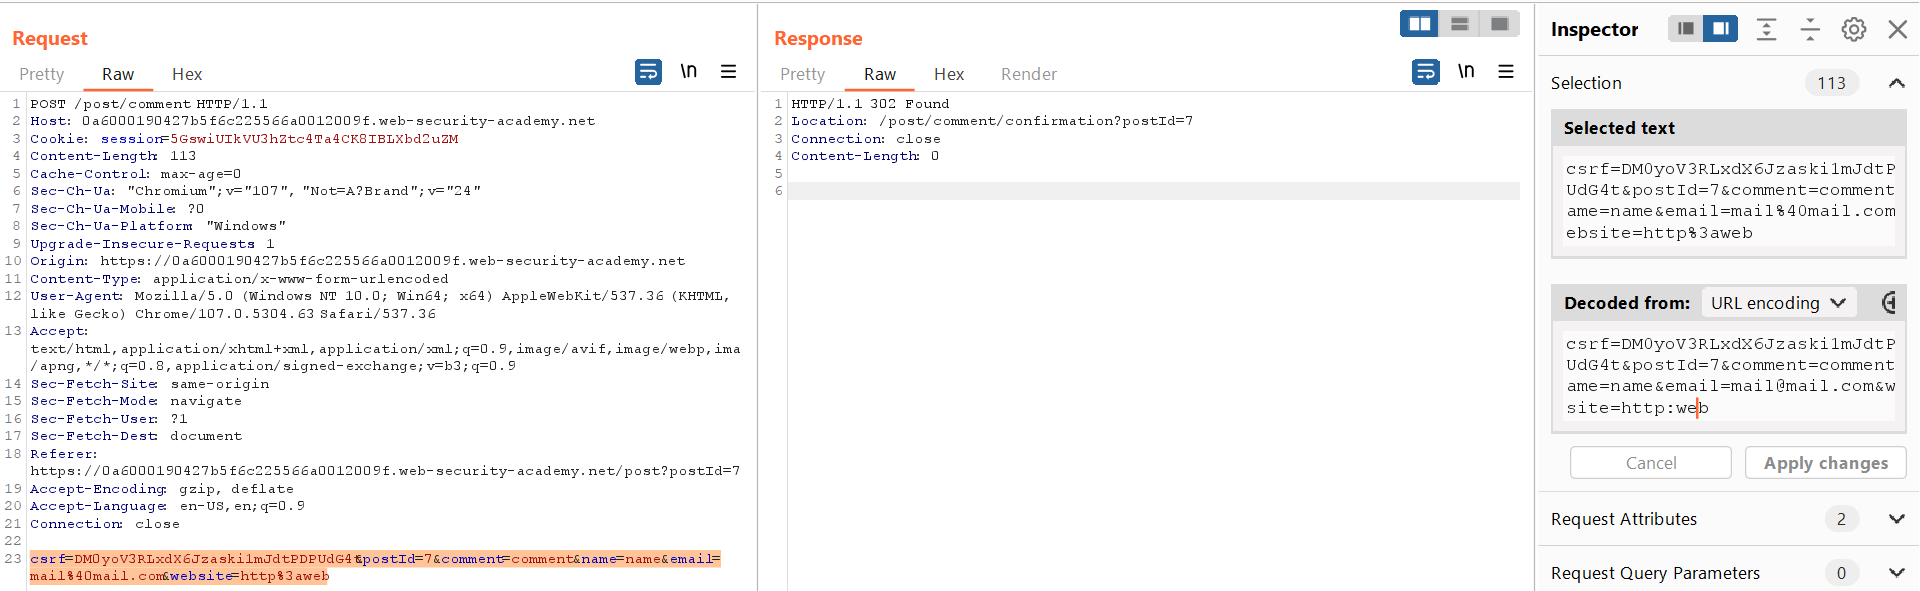 Request
Pretty Raw Hex
\n
1 POST /post/comment HTTP/1.1
2 Host: 0a6000190427b5f6c225566a0012009f.web-security-academy.net
3 Cookie: session=5GswiUIkVU3hZtc4Ta4CK8IBLXbd2uZM
4 Content-Length: 113
5 Cache-Control: max-age=0
6 Sec-Ch-Ua: "Chromium";v="107", "Not=A?Brand";v="24"
7 Sec-Ch-Ua-Mobile: ?0
8 Sec-Ch-Ua-Platform: "Windows"
9 Upgrade-Insecure-Requests: 1
10 Origin: https://0a6000190427b5f6c225566a0012009f.web-security-academy.net
11 Content-Type: application/x-www-form-urlencoded
12 User-Agent: Mozilla/5.0 (Windows NT 10.0; Win64; x64) AppleWebKit/537.36 (KHTML,
like Gecko) Chrome/107.0.5304.63 Safari/537.36
13 Accept:
text/html,application/xhtml+xml,application/xml;q=0.9,image/avif,image/webp,ima
/apng,*/*;q=0.8,application/signed-exchange;v=b3;q=0.9
14 Sec-Fetch-Site: same-origin
15 Sec-Fetch-Mode: navigate
16 Sec-Fetch-User: ?1
17 Sec-Fetch-Dest: document
18 Referer:
https://0a6000190427b5f6c225566a0012009f.web-security-academy.net/post?postId=7
19 Accept-Encoding: gzip, deflate
20 Accept-Language: en-US,en;q=0.9
21 Connection: close
22
23 csrf=DM0yoV3RLxdX6Jzaski1mJdtPDPUdG4t&postId=7&comment=comment&name=name&email=
mail%40mail.com&website=http%3aweb
Response
Pretty Raw Hex Render
\n
1 HTTP/1.1 302 Found
2 Location: /post/comment/confirmation?postId=7
3 Connection: close
4 Content-Length: 0
5
6
Inspector
Selection 113
Selected text
csrf=DM0yoV3RLxdX6Jzaski1mJdtP
UdG4t&postId=7&comment=comment
ame=name&email=mail%40mail.com
ebsite=http%3aweb
Decoded from: URL encoding
csrf=DM0yoV3RLxdX6Jzaski1mJdtP
UdG4t&postId=7&comment=comment
ame=name&email=mail@mail.com&w
site=http:web
Cancel Apply changes
Request Attributes 2
Request Query Parameters 0